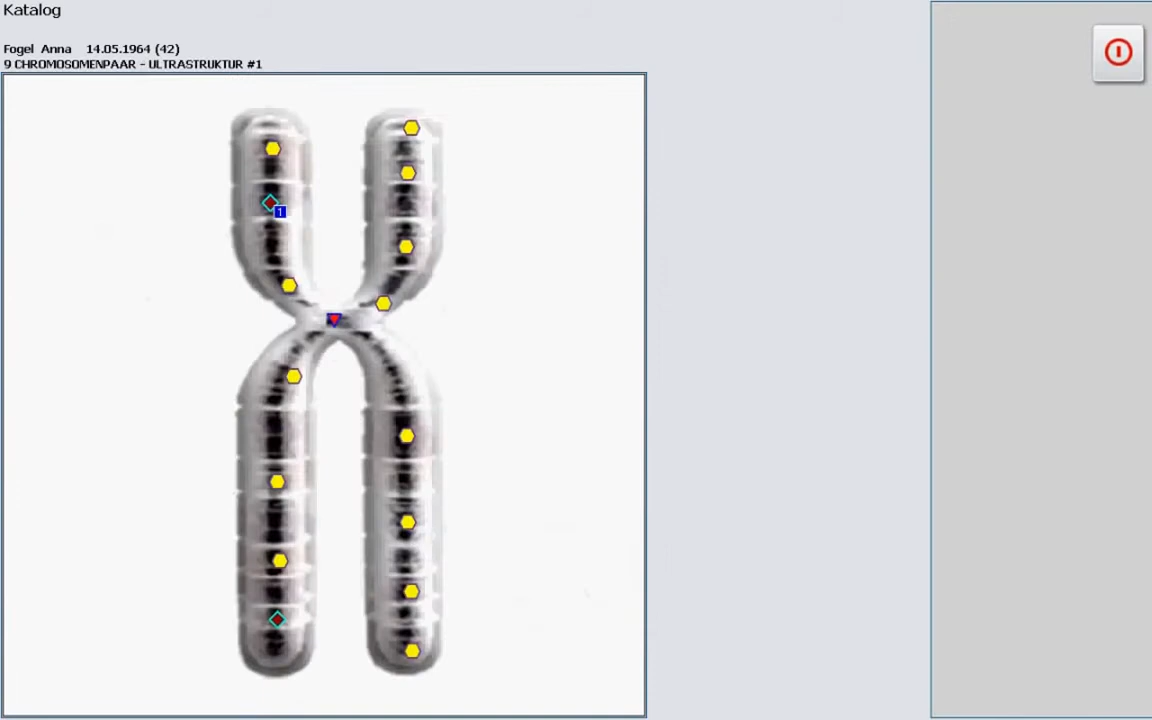 Katalog
Fogel Anna 14.05.1964 (42)
9 CHROMOSOMENPAAR - ULTRASTRUKTUR #1
1